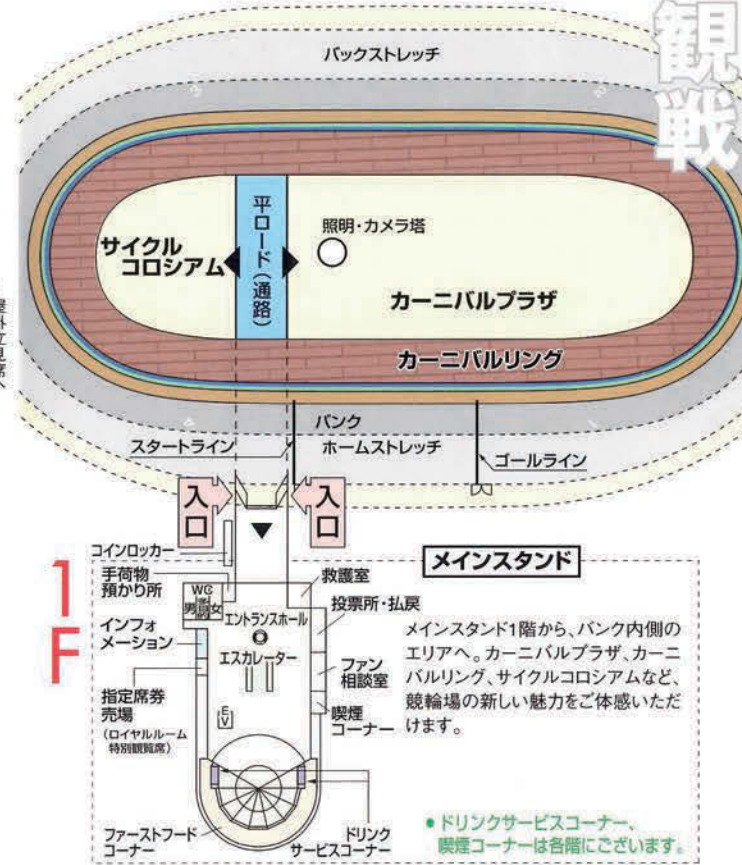 観戦
バックストレッチ
サイクル
コロシアム
平ロード(通路)
照明・カメラ塔
カーニバルプラザ
カーニバルリング
バンク
スタートライン
ホームストレッチ
ゴールライン
入口
入口
1F
コインロッカー
手荷物
預かり所
WC
男
女
インフォ
メーション
指定席券
売場
(ロイヤルルーム
特別観覧席)
エントランスホール
エスカレーター
EV
救護室
投票所・払戻
ファン
相談室
喫煙
コーナー
ファーストフード
コーナー
ドリンク
サービスコーナー
メインスタンド
メインスタンド1階から、バンク内側の
エリアへ。カーニバルプラザ、カーニ
バルリング、サイクルコロシアムなど、
競輪場の新しい魅力をご体感いただ
けます。
●ドリンクサービスコーナー、
喫煙コーナーは各階にございます。